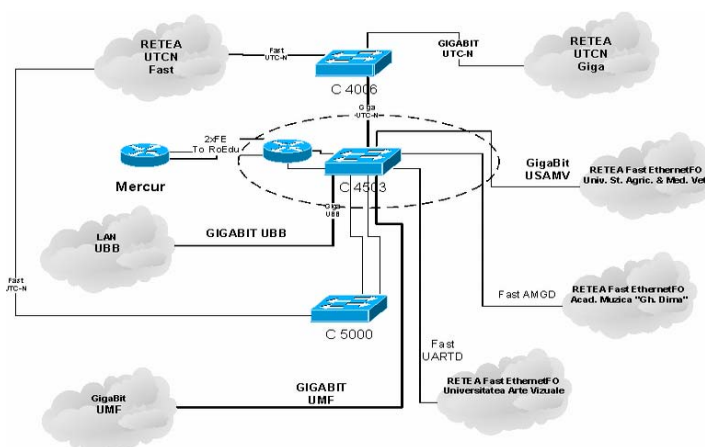 RETEA
UTCN
Fast
Fast
UTC-N
C 4006
GIGABIT
UTC-N
RETEA
UTCN
Giga
Giga
UTC-N
2xFE
To RoEdu
Mercur
C 4503
GigaBit
USAMV
RETEA Fast EthernetFO
Univ. St. Agric. & Med. Vet
Giga
UBB
LAN
UBB
GIGABIT UBB
Fast
UTC-N
RETEA Fast EthernetFO
Acad. Muzica "Gh. Dima"
Fast AMGD
C 5000
Fast
UARTD
RETEA Fast EthernetFO
Universitatea Arte Vizuale
GIGABIT
UMF
GigaBit
UMF